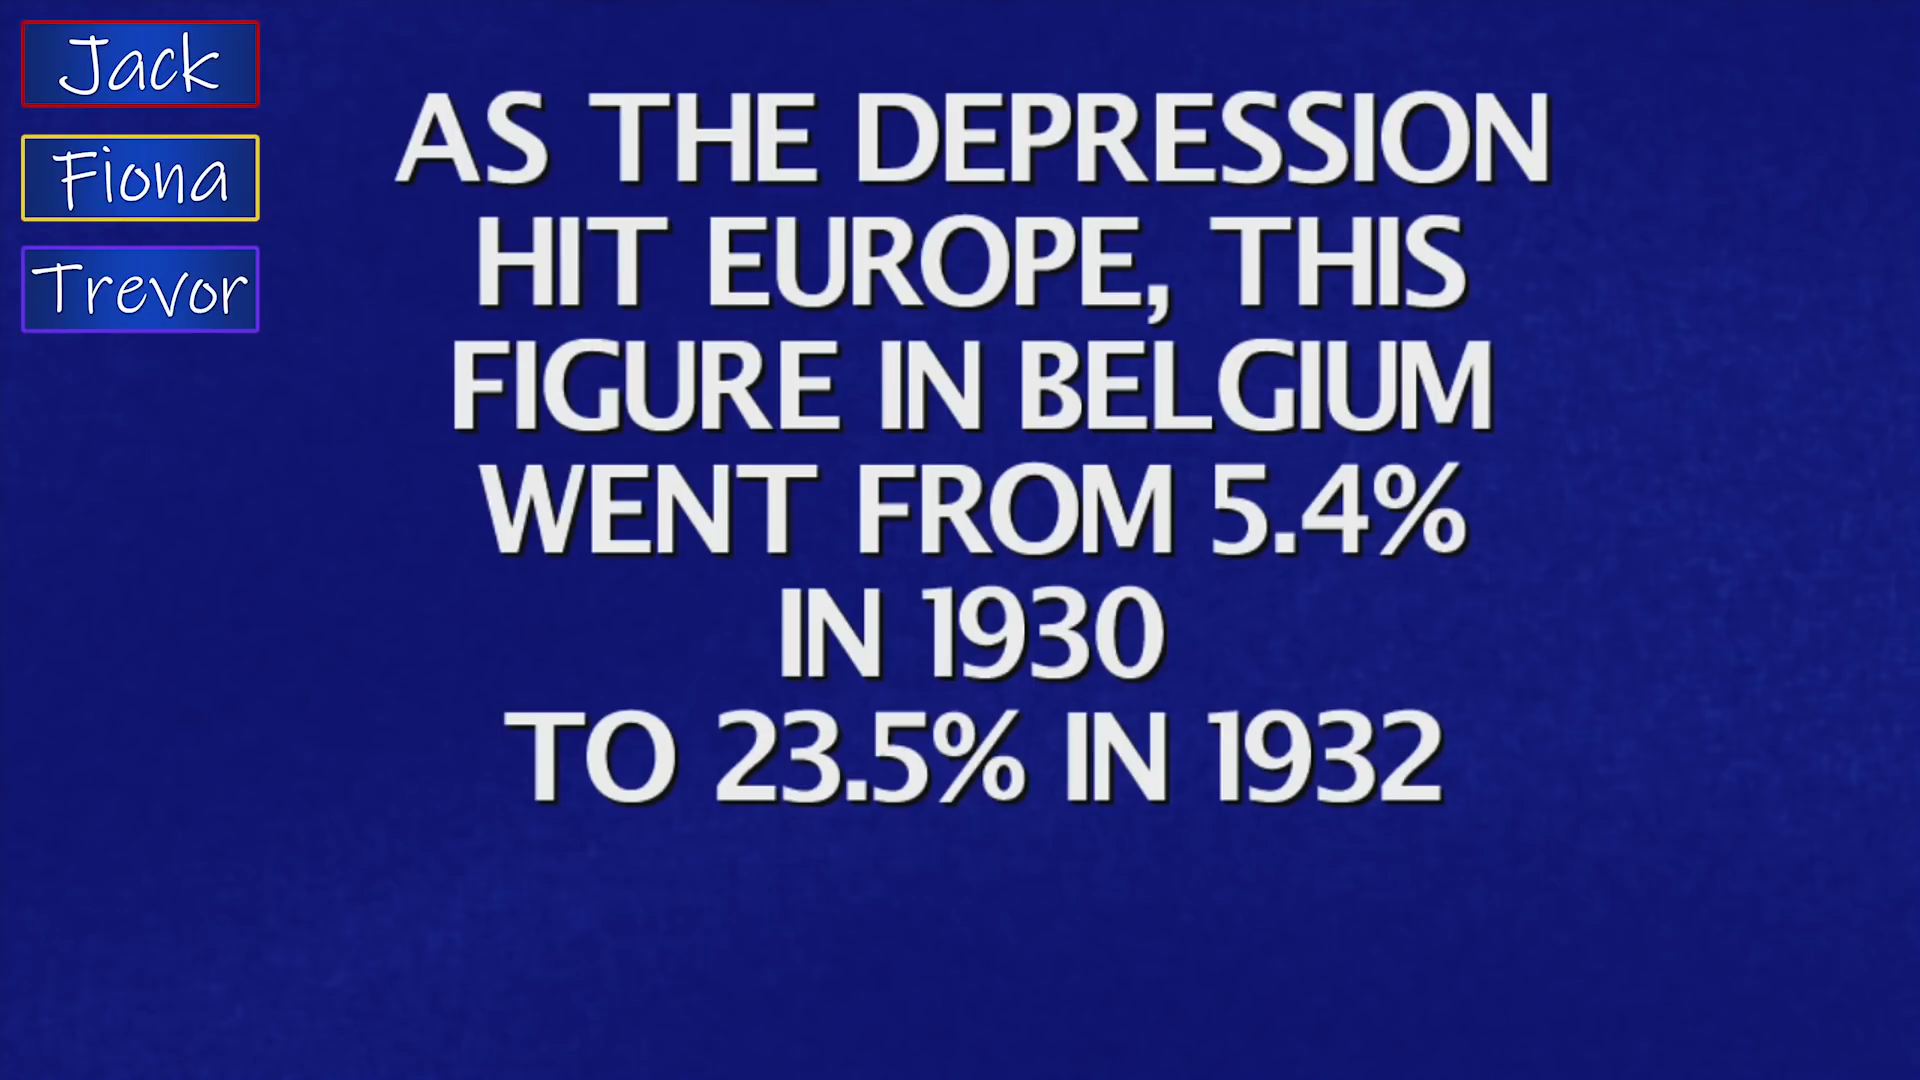 Jack
Fiona
Trevor
AS THE DEPRESSION
HIT EUROPE, THIS
FIGURE IN BELGIUM
WENT FROM 5.4%
IN 1930
TO 23.5% IN 1932